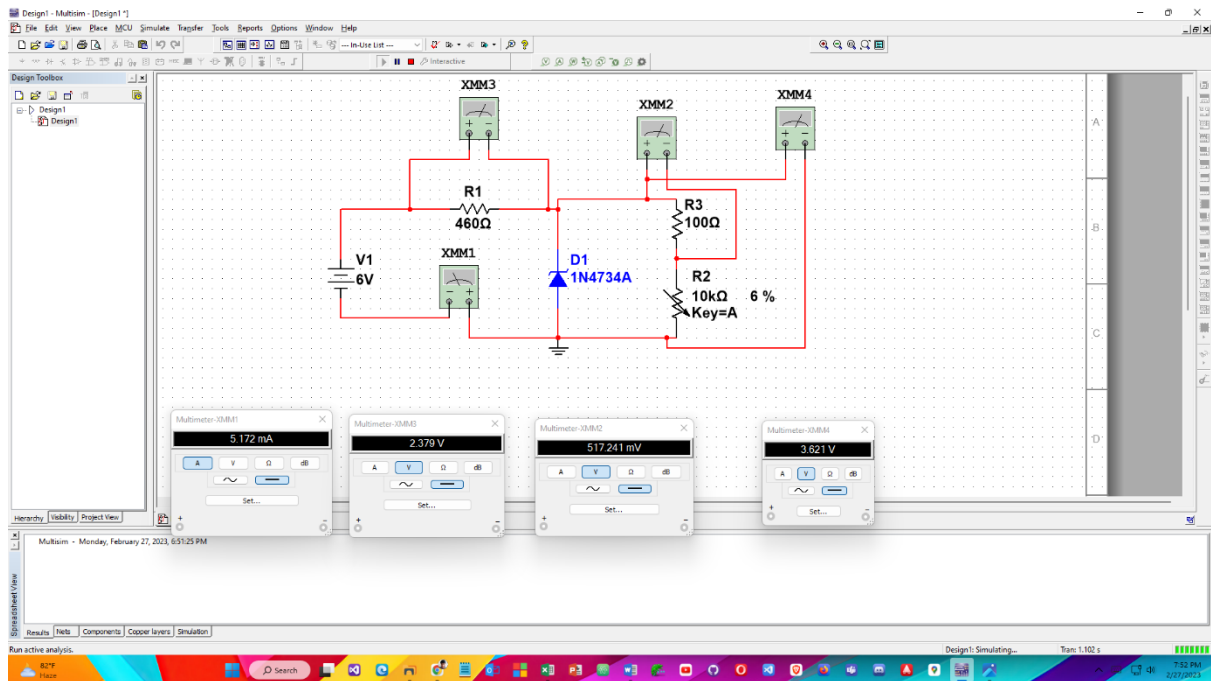 Design1 - Multisim - [Design1 *]
File Edit View Place MCU Simulate Transfer Tools Reports Options Window Help
--- In-Use List ---
Interactive
Design Toolbox
Design1
Design1
XMM3
XMM2
XMM4
A
R1
460Ω
R3
100Ω
B
V1
6V
XMM1
D1
1N4734A
R2
10kΩ 6 %
Key=A
C
Multimeter-XMM1
5.172 mA
A V Ω dB
Set...
+ -
Multimeter-XMM3
2.379 V
A V Ω dB
Set...
+ -
Multimeter-XMM2
517.241 mV
A V Ω dB
Set...
+ -
Multimeter-XMM4
3.621 V
A V Ω dB
Set...
+ -
D
Hierarchy Visibility Project View
Multisim - Monday, February 27, 2023, 6:51:25 PM
Spreadsheet View
Results Nets Components Copper layers Simulation
Run active analysis.
Design1: Simulating...
Tran: 1.102 s
82°F
Haze
Search
7:52 PM
2/27/2023